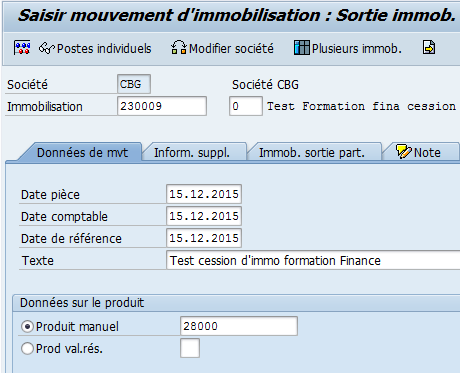 Saisir mouvement d'immobilisation : Sortie immob.
Postes individuels Modifier société Plusieurs immob.
Société CBG Société CBG
Immobilisation 230009 0 Test Formation fina cession
Données de mvt Inform. suppl. Immob. sortie part. Note
Date pièce 15.12.2015
Date comptable 15.12.2015
Date de référence 15.12.2015
Texte Test cession d'immo formation Finance
Données sur le produit
Produit manuel 28000
Prod val.rés.